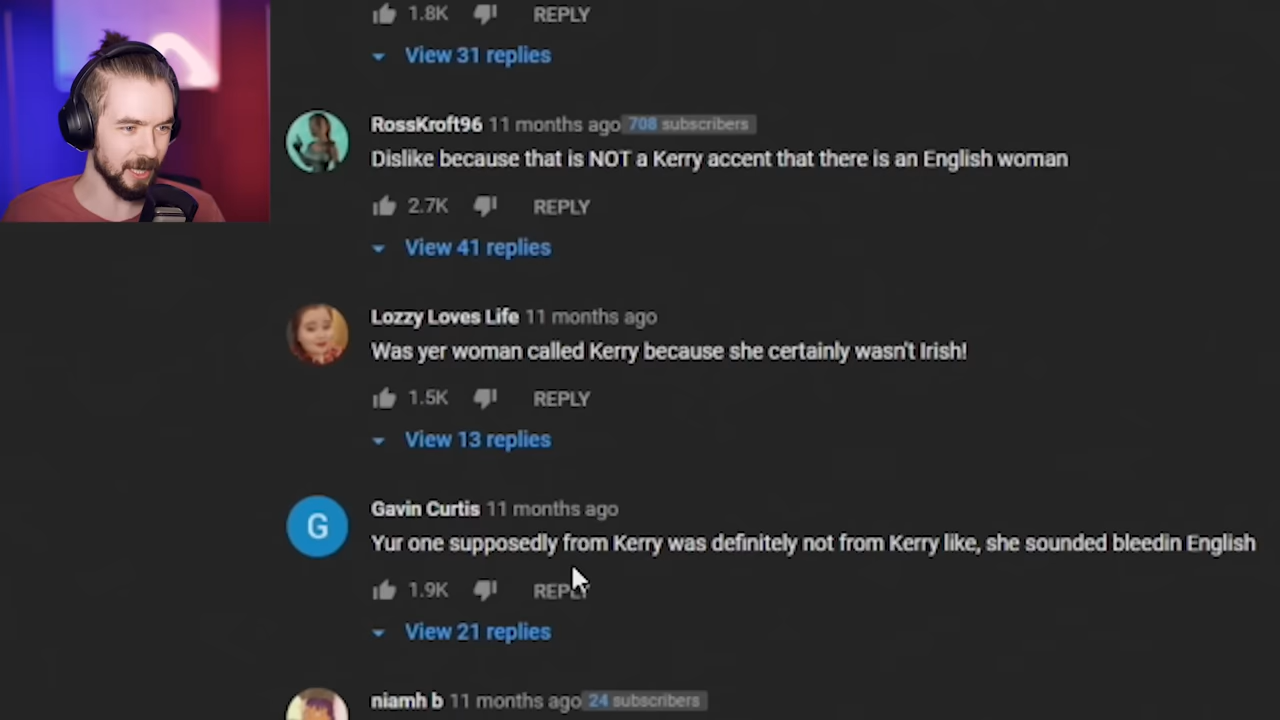 1.8K REPLY
View 31 replies
RossKroft96 11 months ago 708 subscribers
Dislike because that is NOT a Kerry accent that there is an English woman
2.7K REPLY
View 41 replies
Lozzy Loves Life 11 months ago
Was yer woman called Kerry because she certainly wasn't Irish!
1.5K REPLY
View 13 replies
G
Gavin Curtis 11 months ago
Yur one supposedly from Kerry was definitely not from Kerry like, she sounded bleedin English
1.9K REPLY
View 21 replies
niamh b 11 months ago 24 subscribers